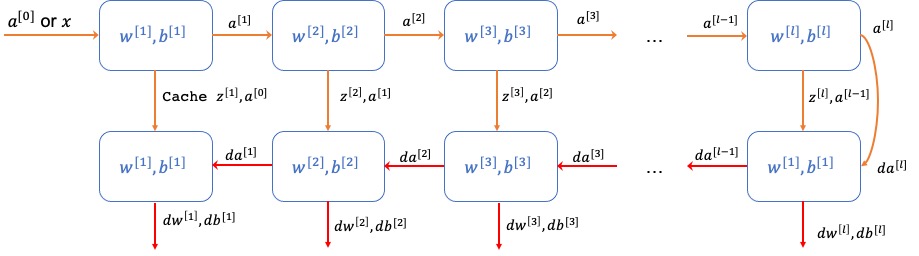 a^[0] or x
w^[1],b^[1]
a^[1]
w^[2],b^[2]
a^[2]
w^[3],b^[3]
a^[3]
...
a^[l−1]
w^[l],b^[l]
a^[l]
Cache z^[1],a^[0]
z^[2],a^[1]
z^[3],a^[2]
z^[l],a^[l−1]
w^[1],b^[1]
da^[1]
w^[2],b^[2]
da^[2]
w^[3],b^[3]
da^[3]
...
da^[l−1]
w^[1],b^[1]
da^[l]
dw^[1],db^[1]
dw^[2],db^[2]
dw^[3],db^[3]
dw^[l],db^[l]